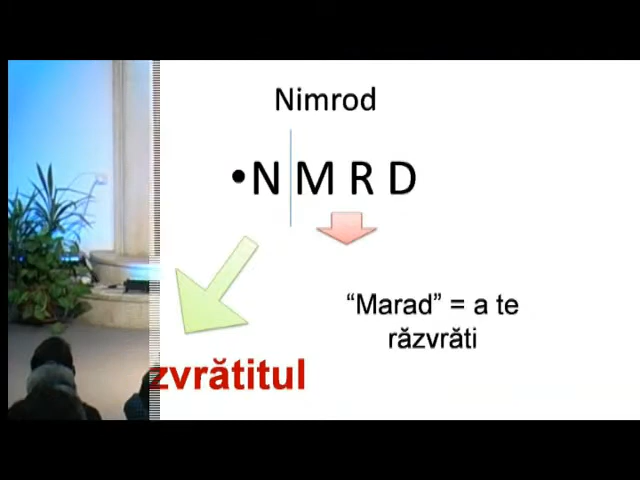 Nimrod
•N M R D
“Marad” = a te
răzvrăti
zvrătitul